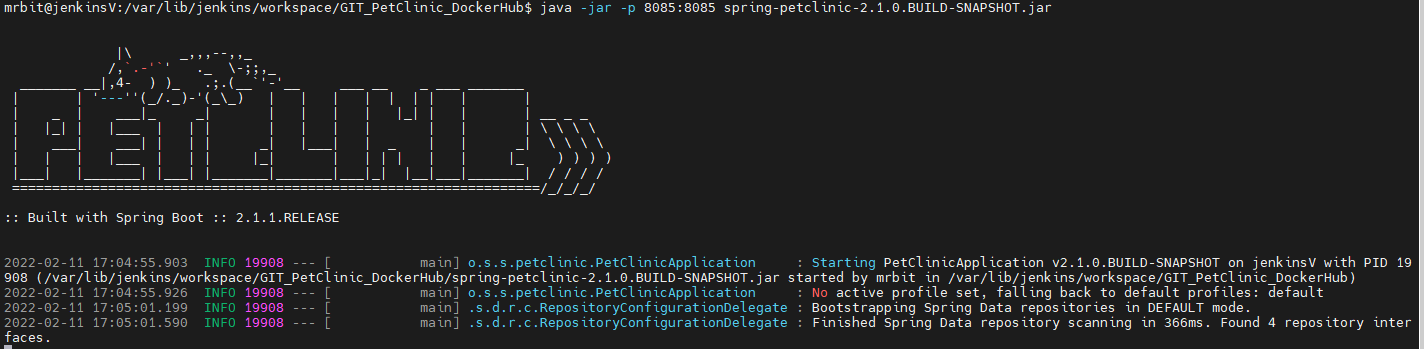 mrbit@jenkinsV:/var/lib/jenkins/workspace/GIT_PetClinic_DockerHub$ java -jar -p 8085:8085 spring-petclinic-2.1.0.BUILD-SNAPSHOT.jar
PETCLINIC
:: Built with Spring Boot :: 2.1.1.RELEASE
2022-02-11 17:04:55.903  INFO 19908 --- [           main] o.s.s.petclinic.PetClinicApplication     : Starting PetClinicApplication v2.1.0.BUILD-SNAPSHOT on jenkinsV with PID 19
908 (/var/lib/jenkins/workspace/GIT_PetClinic_DockerHub/spring-petclinic-2.1.0.BUILD-SNAPSHOT.jar started by mrbit in /var/lib/jenkins/workspace/GIT_PetClinic_DockerHub)
2022-02-11 17:04:55.926  INFO 19908 --- [           main] o.s.s.petclinic.PetClinicApplication     : No active profile set, falling back to default profiles: default
2022-02-11 17:05:01.199  INFO 19908 --- [           main] .s.d.r.c.RepositoryConfigurationDelegate : Bootstrapping Spring Data repositories in DEFAULT mode.
2022-02-11 17:05:01.590  INFO 19908 --- [           main] .s.d.r.c.RepositoryConfigurationDelegate : Finished Spring Data repository scanning in 366ms. Found 4 repository inter
faces.